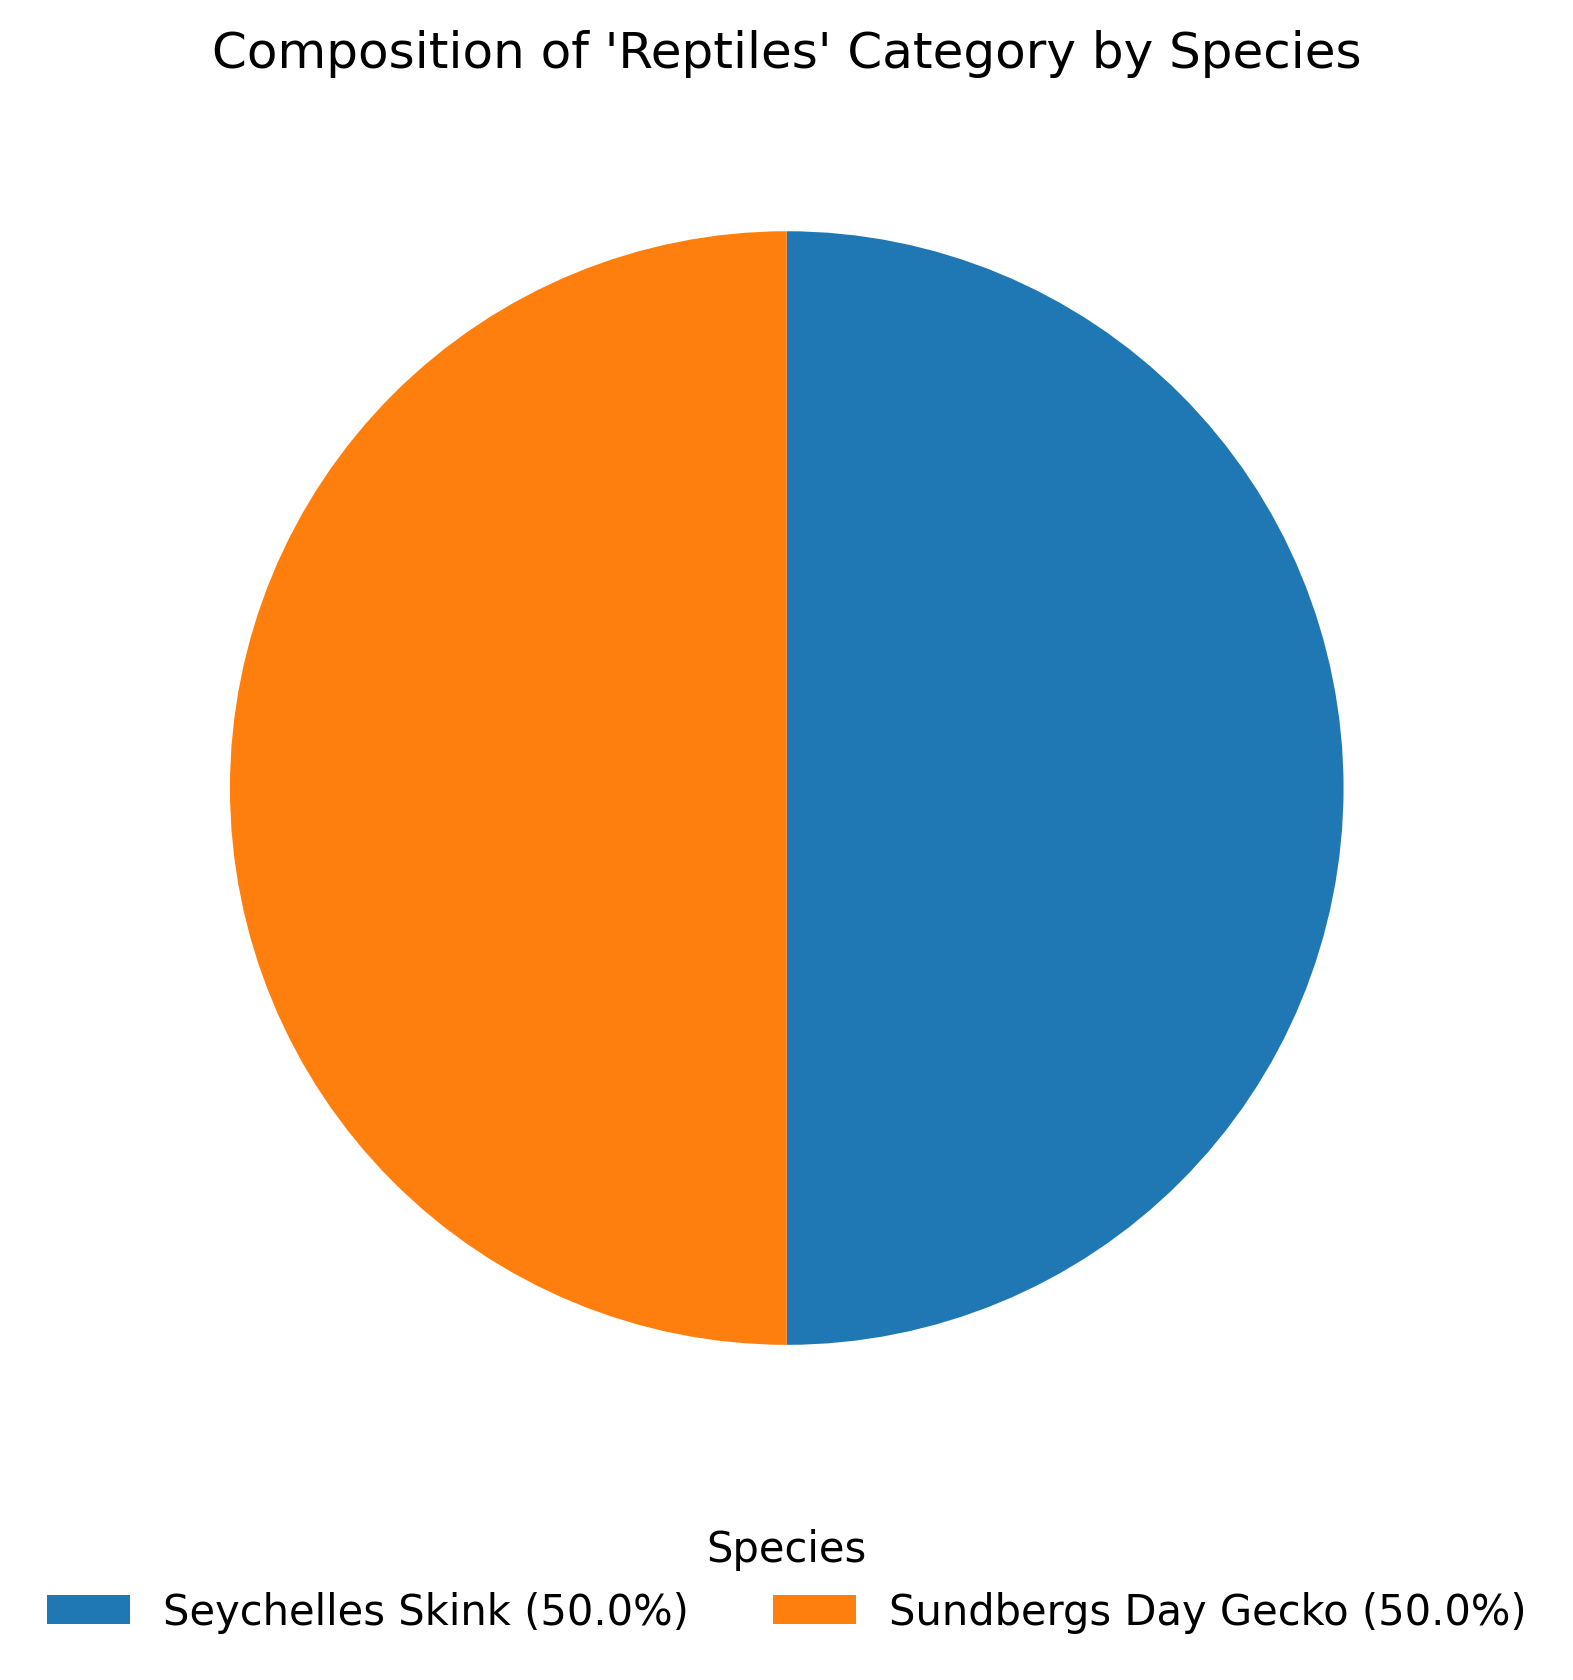 Composition of 'Reptiles' Category by Species
Species
Seychelles Skink (50.0%) Sundbergs Day Gecko (50.0%)